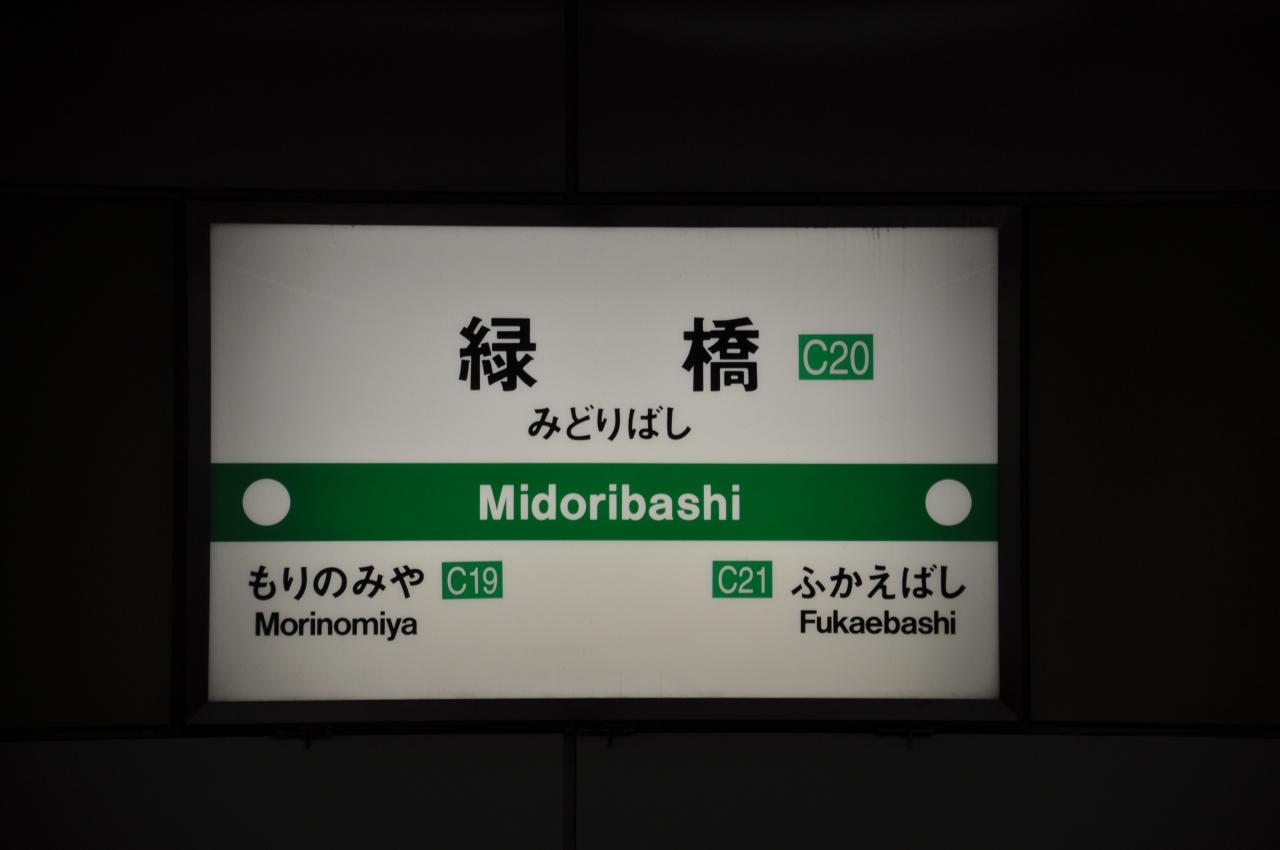 緑橋 C20
みどりばし
Midoribashi
もりのみや C19
Morinomiya
C21 ふかえばし
Fukaebashi